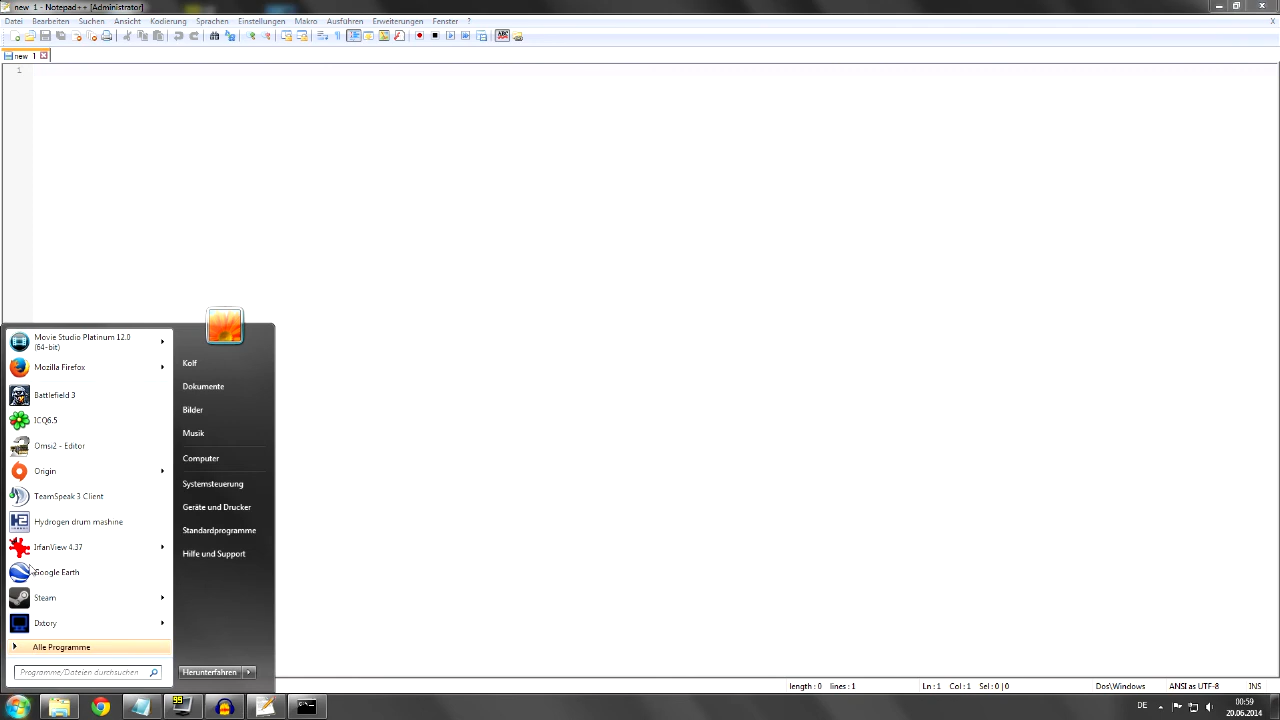 new 1 - Notepad++ [Administrator]
Datei Bearbeiten Suchen Ansicht Kodierung Sprachen Einstellungen Makro Ausführen Erweiterungen Fenster ? X
new 1
1
Movie Studio Platinum 12.0
(64-bit)
Mozilla Firefox
Battlefield 3
ICQ6.5
Omsi2 - Editor
Origin
TeamSpeak 3 Client
Hydrogen drum mashine
IrfanView 4.37
Google Earth
Steam
Dxtory
Alle Programme
Programme/Dateien durchsuchen
Kolf
Dokumente
Bilder
Musik
Computer
Systemsteuerung
Geräte und Drucker
Standardprogramme
Hilfe und Support
Herunterfahren
length : 0 lines : 1 Ln : 1 Col : 1 Sel : 0 | 0 Dos\Windows ANSI as UTF-8 INS
99
DE
00:59
20.06.2014